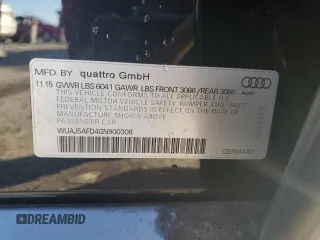 MFD. BY quattro GmbH
11 15 GVWR LBS 6041 GAWR LBS FRONT 3086 / REAR 3086
THIS VEHICLE CONFORMS TO ALL APPLICABLE
FEDERAL MOTOR VEHICLE SAFETY, BUMPER AND THEFT
PREVENTION STANDARDS IN EFFECT ON THE DATE OF
MANUFACTURE SHOWN ABOVE
PASSENGER CAR
WUAJ5AFD4GN900308
Audi
GERMANY
DREAMBID